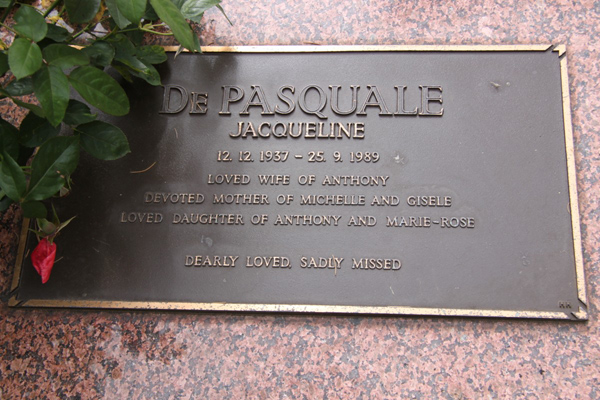 De PASQUALE
JACQUELINE
12. 12. 1937 - 25. 9. 1989
LOVED WIFE OF ANTHONY
DEVOTED MOTHER OF MICHELLE AND GISELE
LOVED DAUGHTER OF ANTHONY AND MARIE-ROSE
DEARLY LOVED, SADLY MISSED